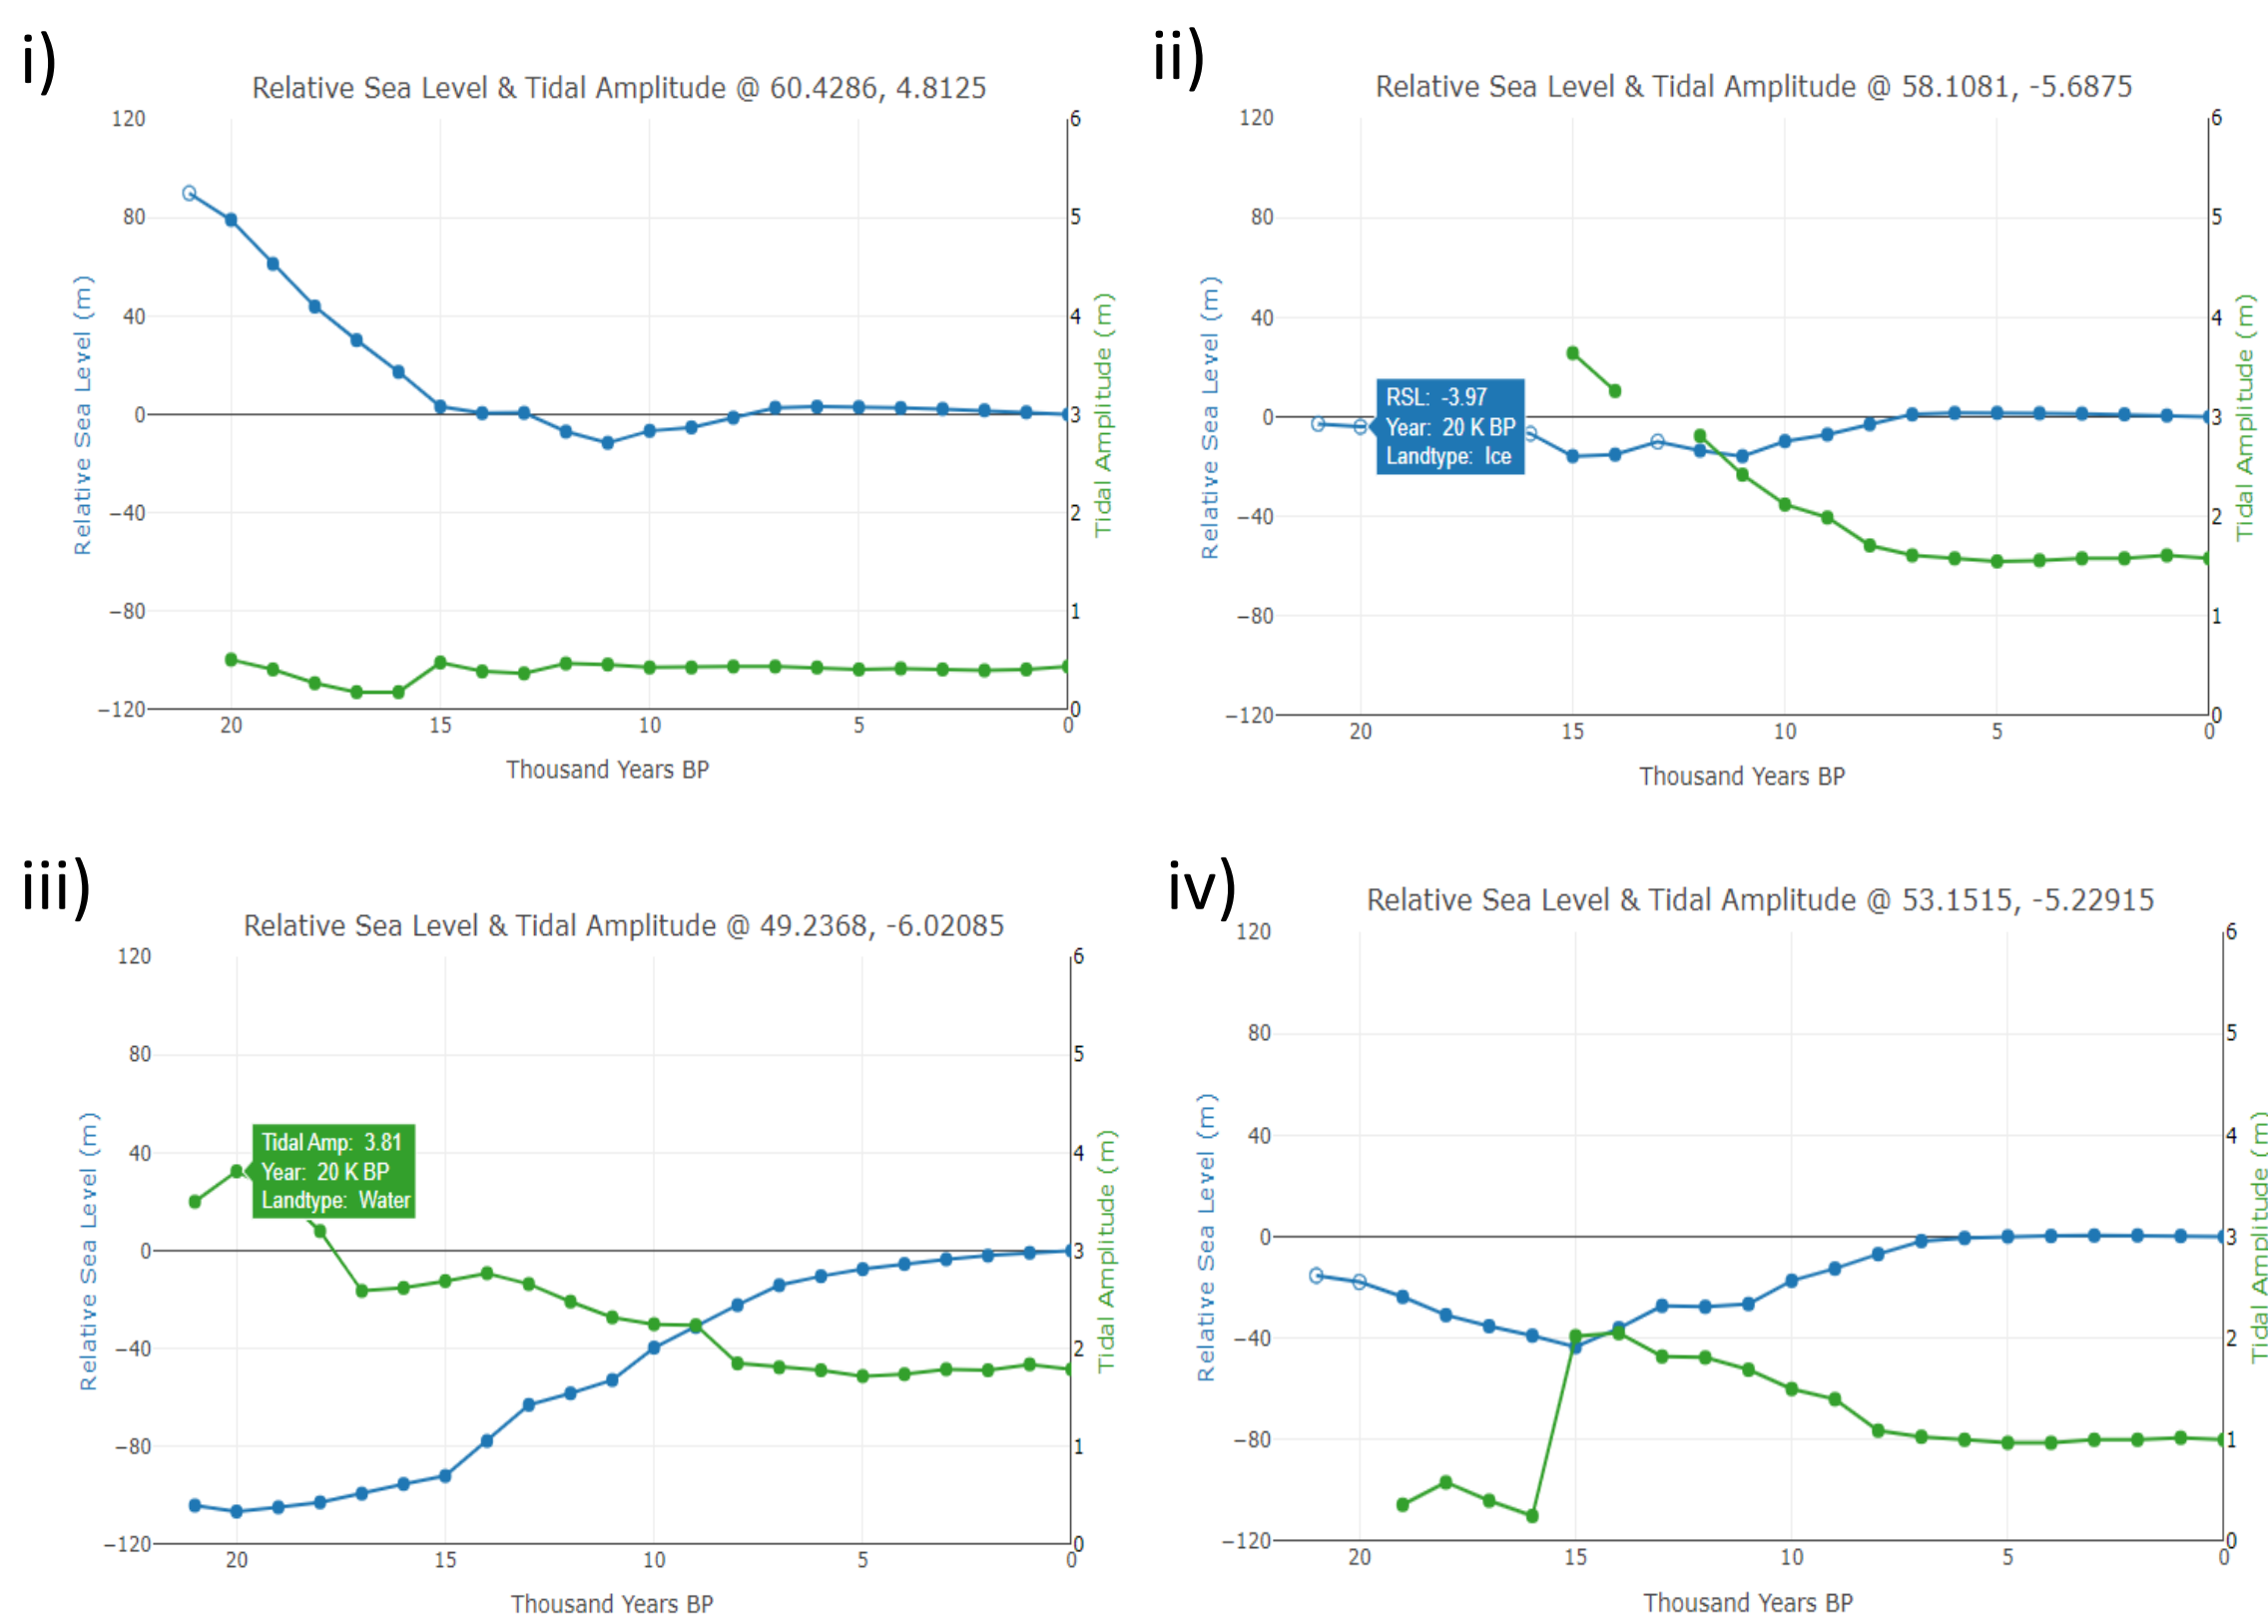 i)
Relative Sea Level & Tidal Amplitude @ 60.4286, 4.8125
120
80
40
0
−40
−80
−120
Relative Sea Level (m)
6
5
4
3
2
1
0
Tidal Amplitude (m)
20 15 10 5 0
Thousand Years BP
ii)
Relative Sea Level & Tidal Amplitude @ 58.1081, -5.6875
120
80
40
0
−40
−80
−120
Relative Sea Level (m)
RSL: -3.97
Year: 20 K BP
Landtype: Ice
6
5
4
3
2
1
0
Tidal Amplitude (m)
20 15 10 5 0
Thousand Years BP
iii)
Relative Sea Level & Tidal Amplitude @ 49.2368, -6.02085
120
80
40
0
−40
−80
−120
Relative Sea Level (m)
Tidal Amp: 3.81
Year: 20 K BP
Landtype: Water
6
5
4
3
2
1
0
Tidal Amplitude (m)
20 15 10 5 0
Thousand Years BP
iv)
Relative Sea Level & Tidal Amplitude @ 53.1515, -5.22915
120
80
40
0
−40
−80
−120
Relative Sea Level (m)
6
5
4
3
2
1
0
Tidal Amplitude (m)
20 15 10 5 0
Thousand Years BP